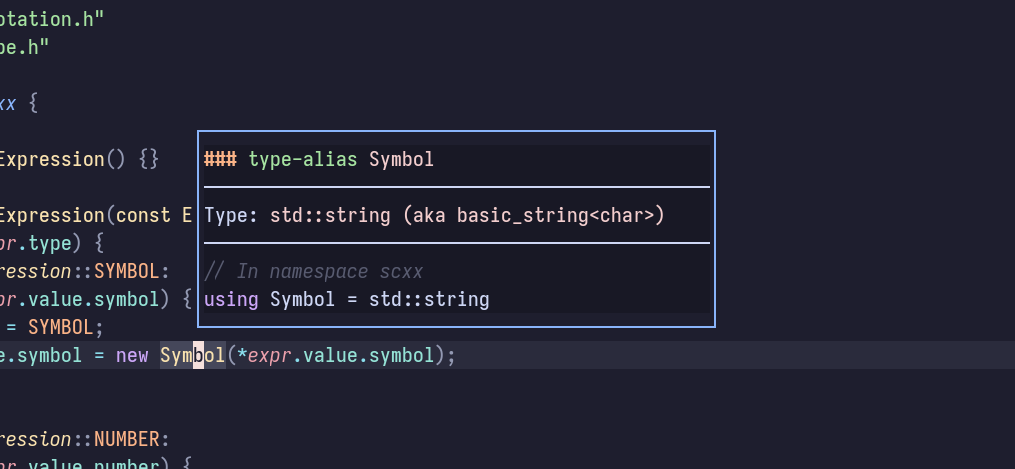 otation.h"
pe.h"
xx {
Expression() {}
### type-alias Symbol
Expression(const E
Type: std::string (aka basic_string<char>)
pr.type) {
ression::SYMBOL:
// In namespace scxx
pr.value.symbol) {
using Symbol = std::string
= SYMBOL;
e.symbol = new Symbol(*expr.value.symbol);
ression::NUMBER:
pr.value.number) {